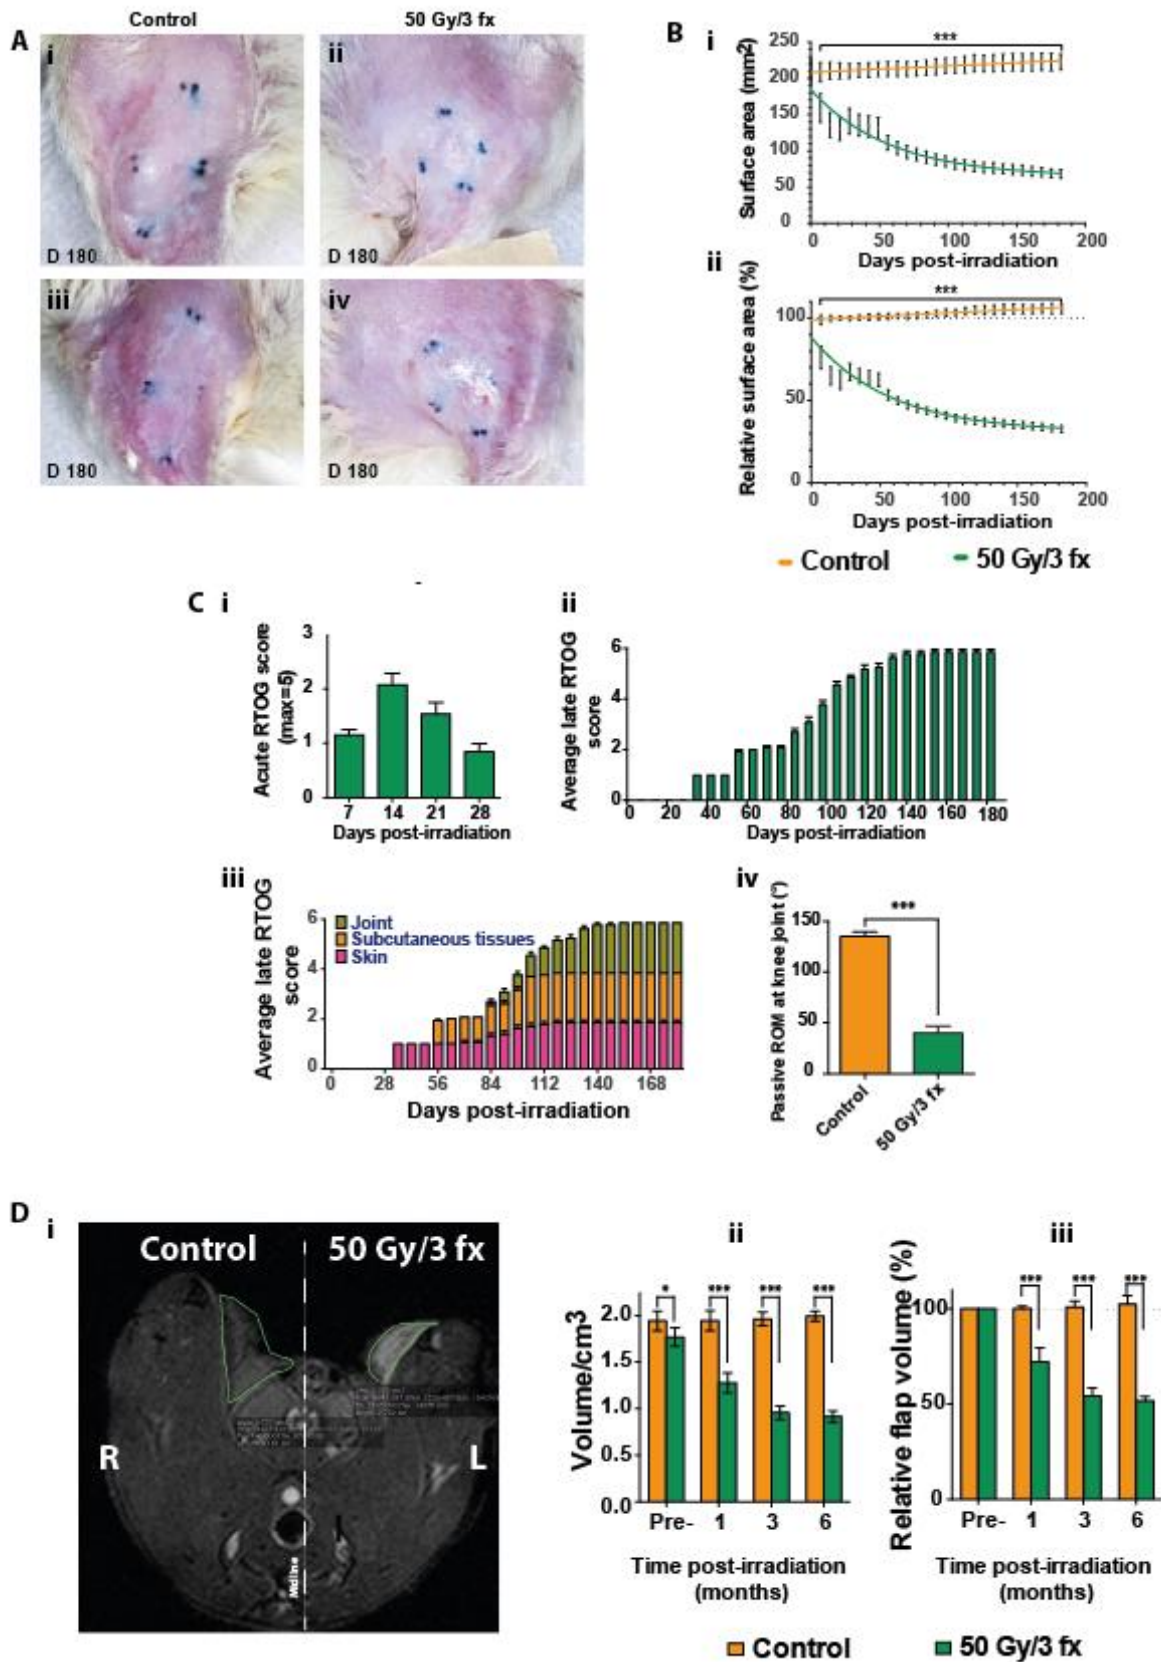 Control
50 Gy/3 fx
A
i
ii
D 180
D 180
iii
iv
D 180
D 180
B
i
***
Surface area (mm2)
250
200
150
100
50
0
0 50 100 150 200
Days post-irradiation
ii
***
Relative surface area (%)
100
50
0
0 50 100 150 200
Days post-irradiation
Control 50 Gy/3 fx
C
i
Acute RTOG score
(max=5)
3
2
1
0
7 14 21 28
Days post-irradiation
ii
Average late RTOG
score
6
4
2
0
0 20 40 60 80 100 120 140 160 180
Days post-irradiation
iii
Average late RTOG
score
6
4
2
0
Joint
Subcutaneous tissues
Skin
0 28 56 84 112 140 168
Days post-irradiation
iv
Passive ROM at knee joint (°)
***
150
100
50
0
Control
50 Gy/3 fx
D
i
Control
50 Gy/3 fx
R
L
Midline
ii
Volume/cm3
* *** *** ***
2.0
1.5
1.0
0.5
0.0
Pre- 1 3 6
Time post-irradiation
(months)
iii
Relative flap volume (%)
*** *** ***
100
50
0
Pre- 1 3 6
Time post-irradiation
(months)
Control 50 Gy/3 fx